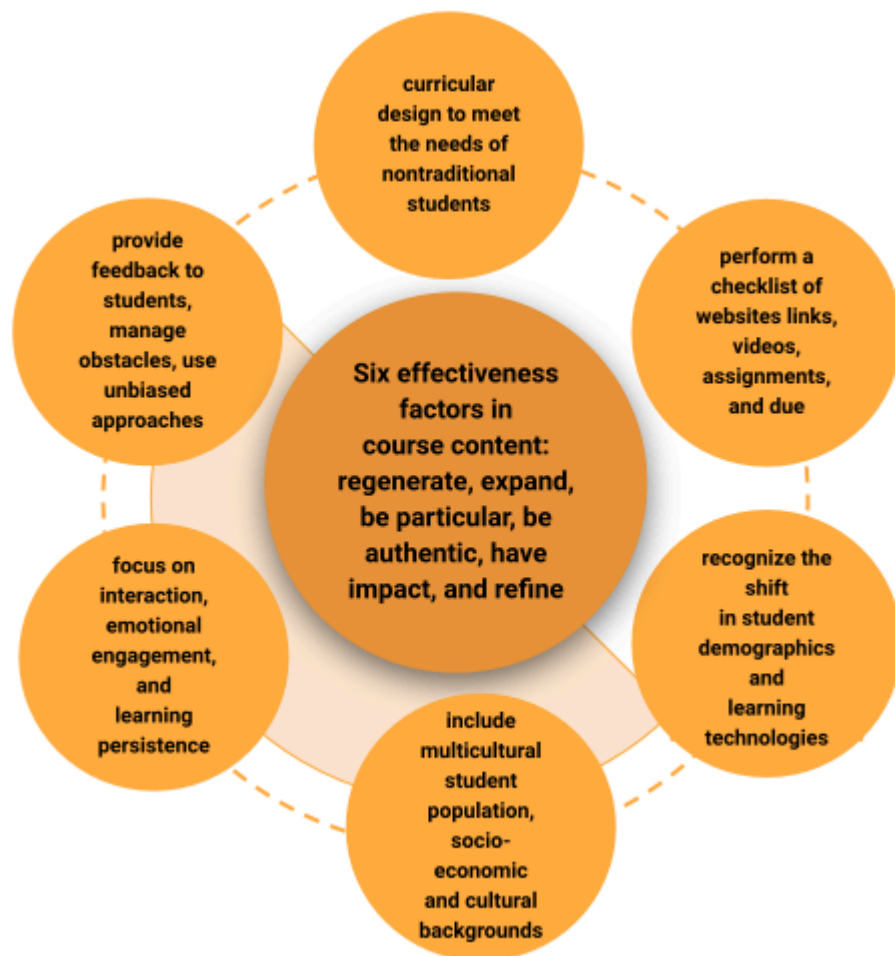 curricular
design to meet
the needs of
nontraditional
students
provide
feedback to
students,
manage
obstacles, use
unbiased
approaches
perform a
checklist of
websites links,
videos,
assignments,
and due
Six effectiveness
factors in
course content:
regenerate, expand,
be particular, be
authentic, have
impact, and refine
focus on
interaction,
emotional
engagement,
and
learning
persistence
recognize the
shift
in student
demographics
and
learning
technologies
include
multicultural
student
population,
socio-
economic
and cultural
backgrounds